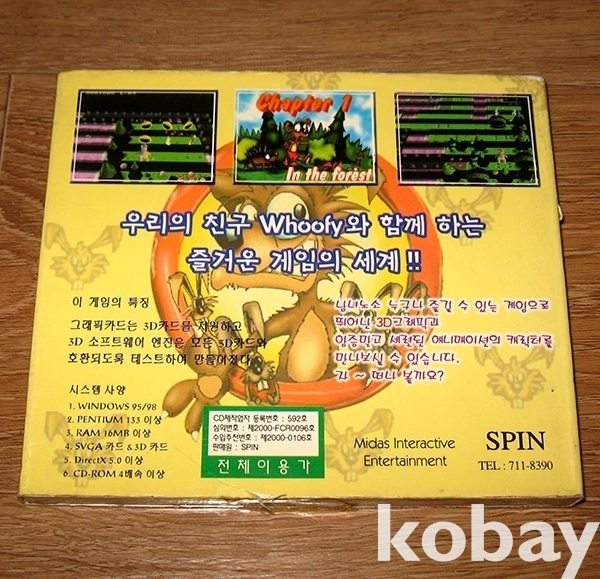 Chapter 1
In the forest
우리의 친구 Whoofy와 함께 하는
즐거운 게임의 세계!!
이 게임의 특징
그래픽카드는 3D카드를 지원하고
3D 소프트웨어 엔진은 모든 3D카드와
호환되도록 테스트하여 만들어졌다.
시스템 사양
1. WINDOWS 95/98
2. PENTIUM 133 이상
3. RAM 16MB 이상
4. SVGA 카드 & 3D 카드
5. DirectX 5.0 이상
6. CD-ROM 4배속 이상
남녀노소 누구나 즐길 수 있는 게임으로
뛰어난 3D그래픽과
앙증맞고 세련된 애니메이션의 캐릭터를
만나보실 수 있습니다.
자 ~ 떠나 볼까요?
CD제작업자 등록번호 : 592호
심의번호 : 제2000-FCR0096호
수입추천번호 : 제2000-0106호
판매원 : SPIN
전체이용가
Midas Interactive
Entertainment
SPIN
TEL : 711-8390
kobay